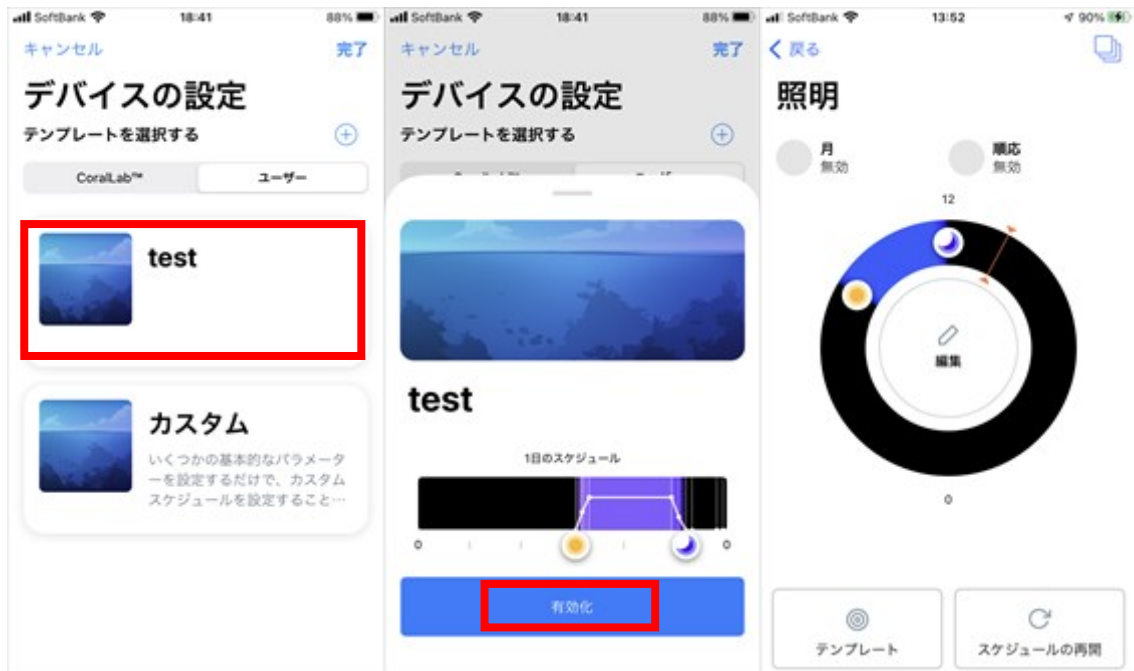 SoftBank 18:41 88%
キャンセル 完了
デバイスの設定
テンプレートを選択する
CoralLab™ ユーザー
test
カスタム
いくつかの基本的なパラメータ
ーを設定するだけで、カスタム
スケジュールを設定すること…
SoftBank 18:41 88%
キャンセル 完了
デバイスの設定
テンプレートを選択する
test
1日のスケジュール
0 0
有効化
SoftBank 13:52 90%
戻る
照明
月 順応
無効 無効
12
編集
0
テンプレート スケジュールの再開